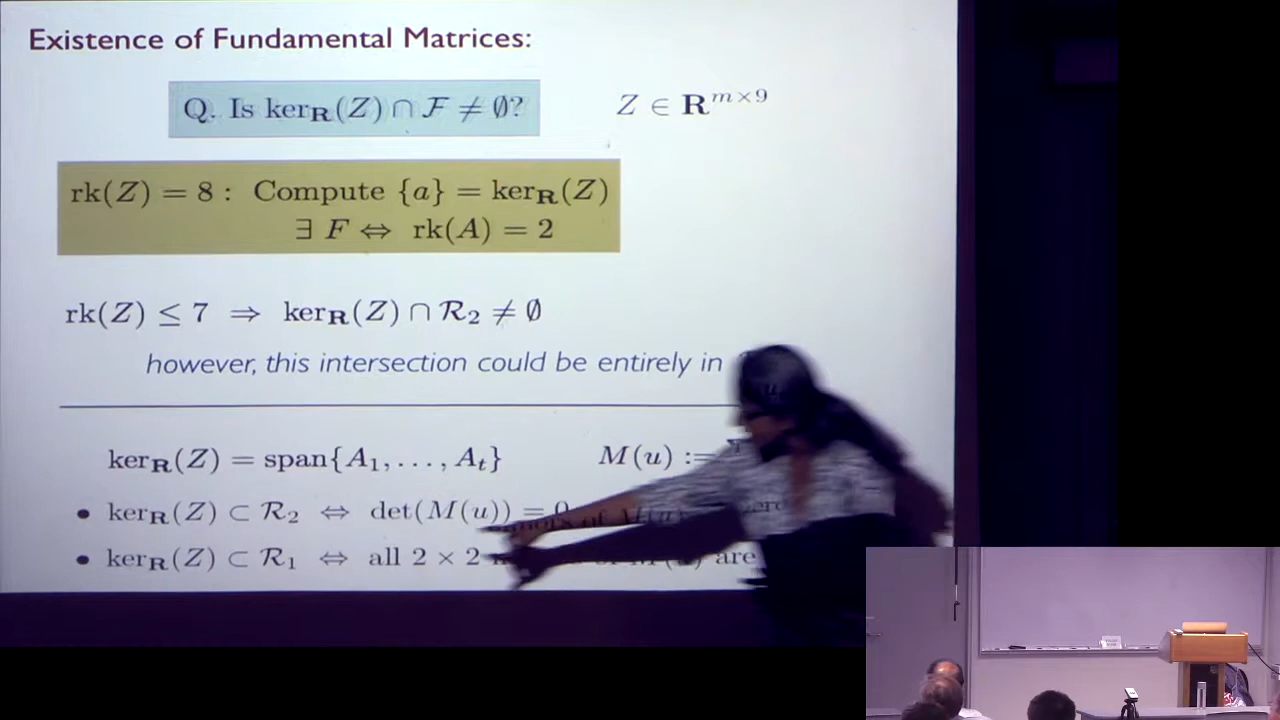 Existence of Fundamental Matrices:
Q. Is ker_R(Z) ∩ F ≠ ∅?
Z ∈ R^{m×9}
rk(Z) = 8 : Compute {a} = ker_R(Z)
∃ F ⇔ rk(A) = 2
rk(Z) ≤ 7 ⇒ ker_R(Z) ∩ R_2 ≠ ∅
however, this intersection could be entirely in
ker_R(Z) = span{A_1, …, A_t}
M(u) :=
• ker_R(Z) ⊂ R_2 ⇔ det(M(u)) = 0
• ker_R(Z) ⊂ R_1 ⇔ all 2 × 2 are